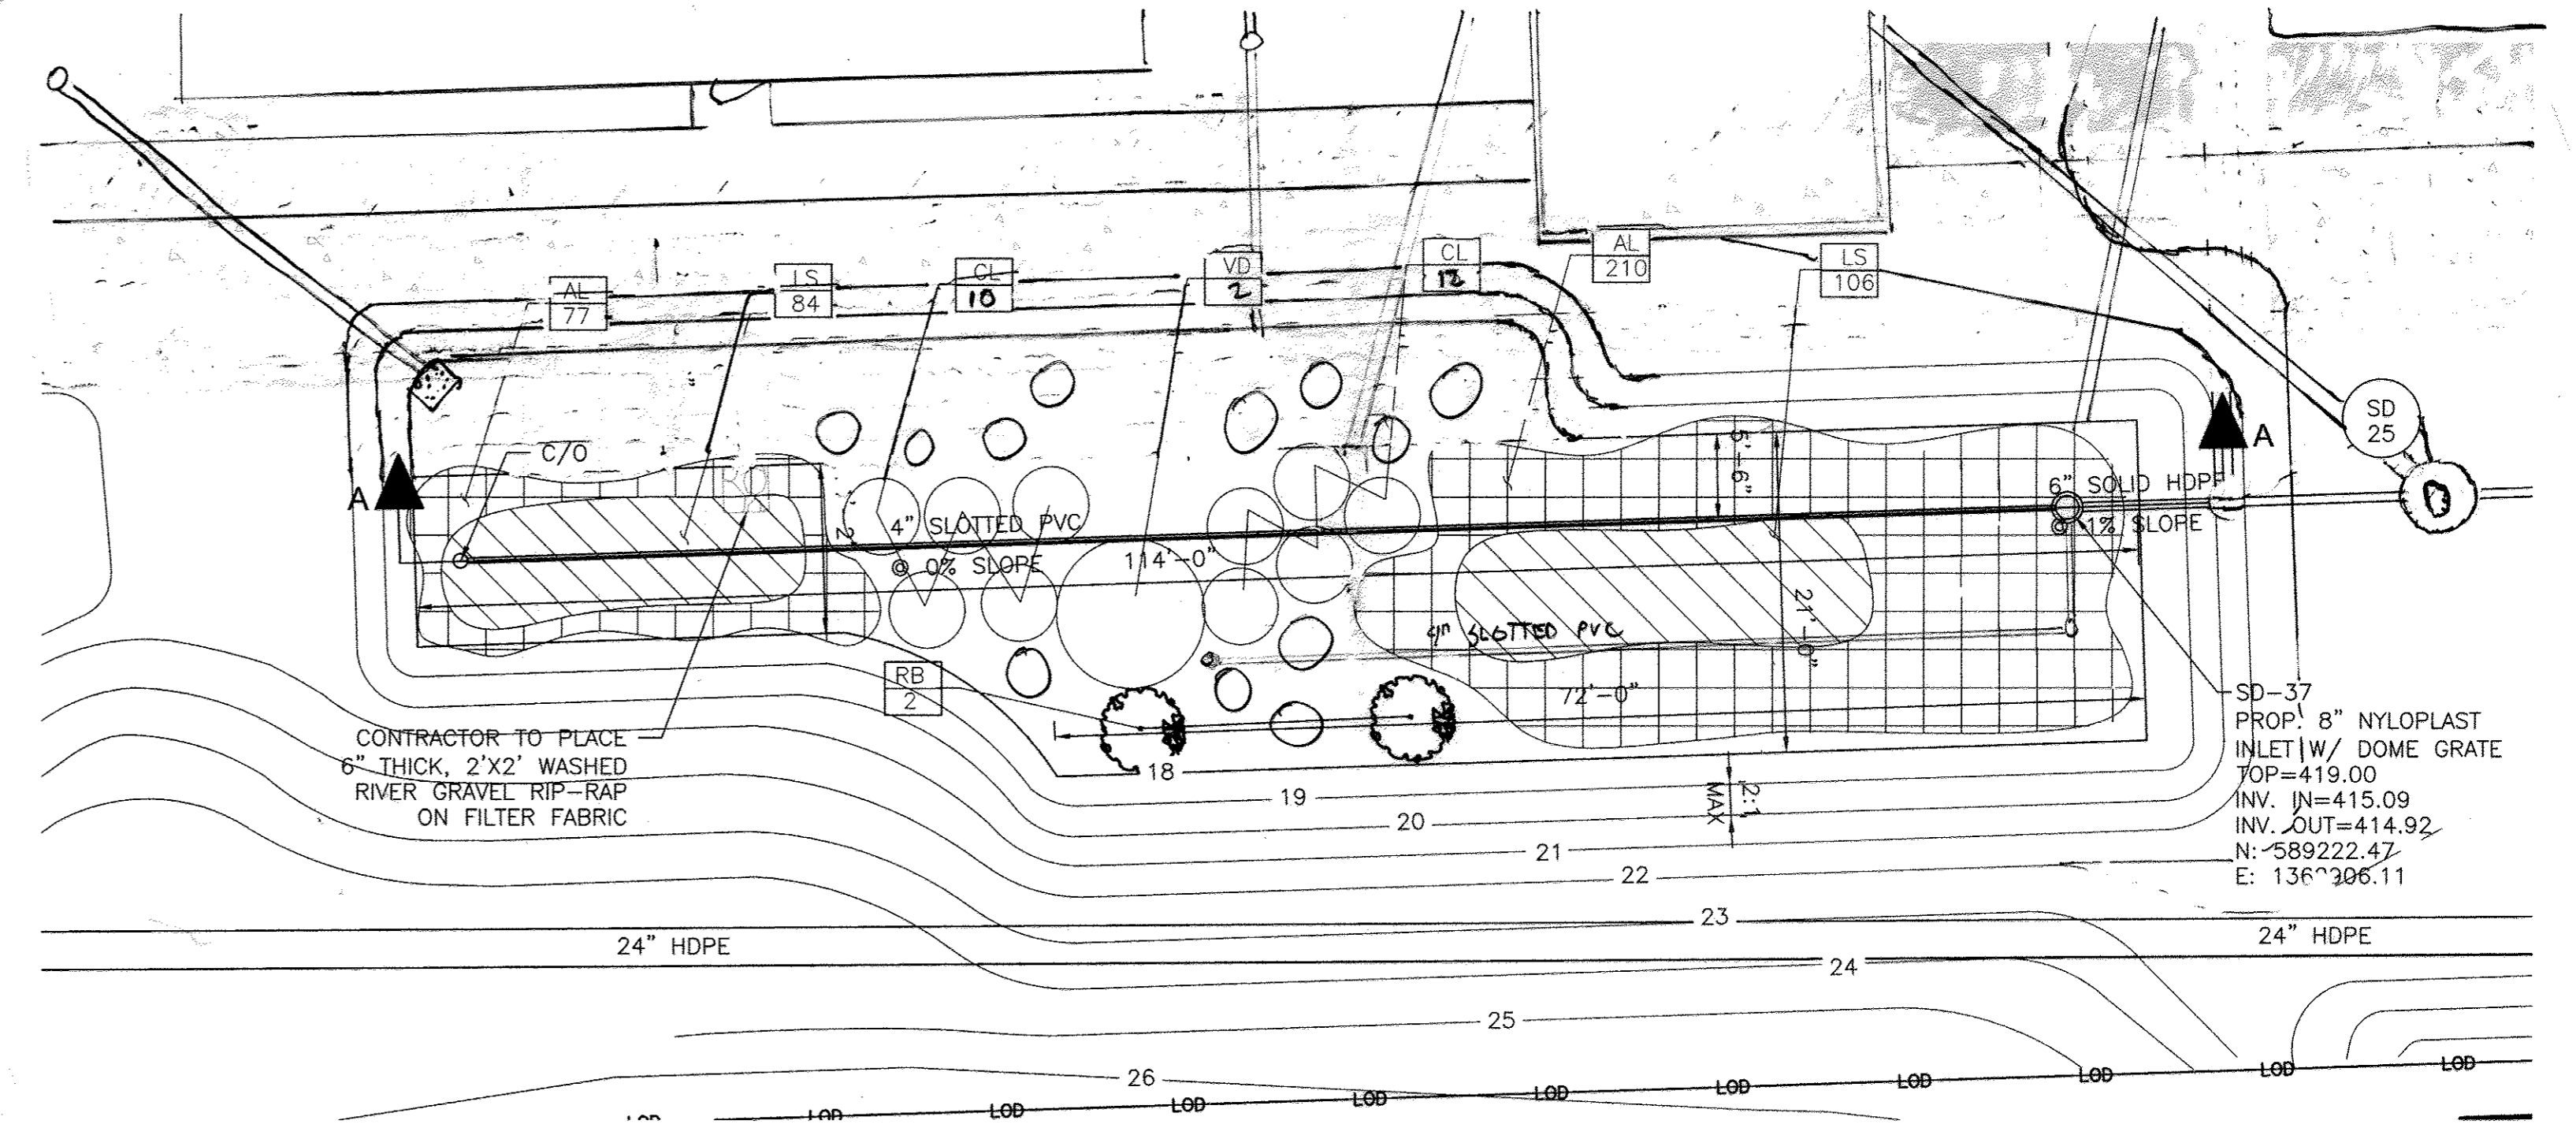 AL
77
LS
84
CL
10
VD
2
CL
12
AL
210
LS
106
SD
25
C/O
A
A
5'-6"
6" SOLID HDPE
@ 1% SLOPE
4" SLOTTED PVC
@ 0% SLOPE
114'-0"
21'-0"
4" SLOTTED PVC
72'-0"
RB
2
CONTRACTOR TO PLACE
6" THICK, 2'X2' WASHED
RIVER GRAVEL RIP-RAP
ON FILTER FABRIC
SD-37
PROP. 8" NYLOPLAST
INLET W/ DOME GRATE
TOP=419.00
INV. IN=415.09
INV. OUT=414.92
N: 589222.47
E:
2:1
MAX
18
19
20
21
22
23
24" HDPE
24" HDPE
24
25
26
LOD
LOD
LOD
LOD
LOD
LOD
LOD
LOD
LOD
LOD
LOD